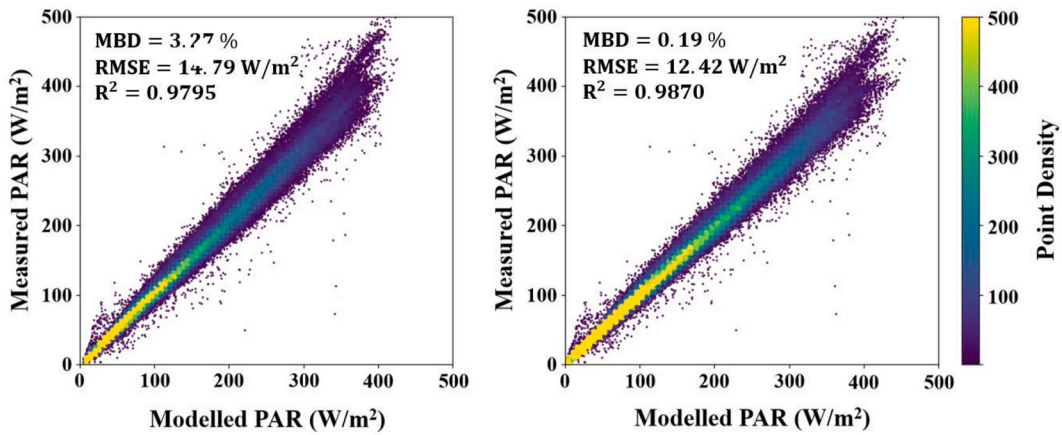 500
400
300
200
100
0
0 100 200 300 400 500
Measured PAR (W/m²)
Modelled PAR (W/m²)
MBD = 3.27 %
RMSE = 14.79 W/m²
R² = 0.9795
500
400
300
200
100
0
0 100 200 300 400 500
Measured PAR (W/m²)
Modelled PAR (W/m²)
MBD = 0.19 %
RMSE = 12.42 W/m²
R² = 0.9870
500
400
300
200
100
Point Density